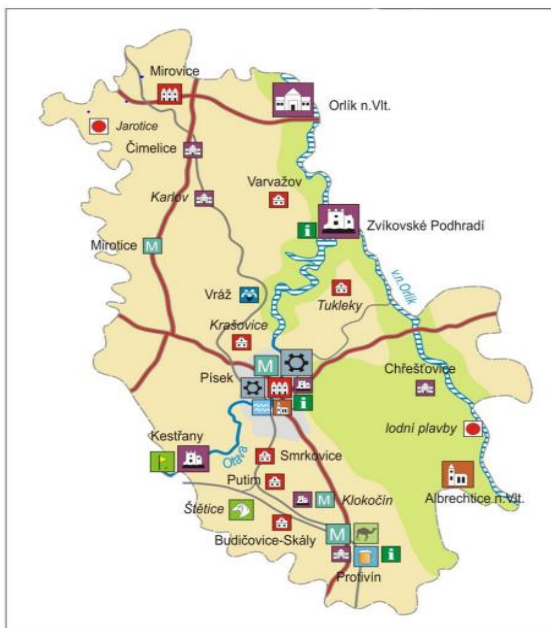 Mirovice
Orlík n.Vlt.
Jarotice
Čimelice
Varvažov
Karlov
Zvíkovské Podhradí
i
Mirotice
M
v.n.Orlík
Vráž
Tukleky
Krašovice
M
Chřešťovice
Písek
i
lodní plavby
Kestřany
Otava
Smrkovice
Putim
Albrechtice n.Vlt.
M
Klokočín
Štětice
Budičovice-Skály
M
i
Protivín